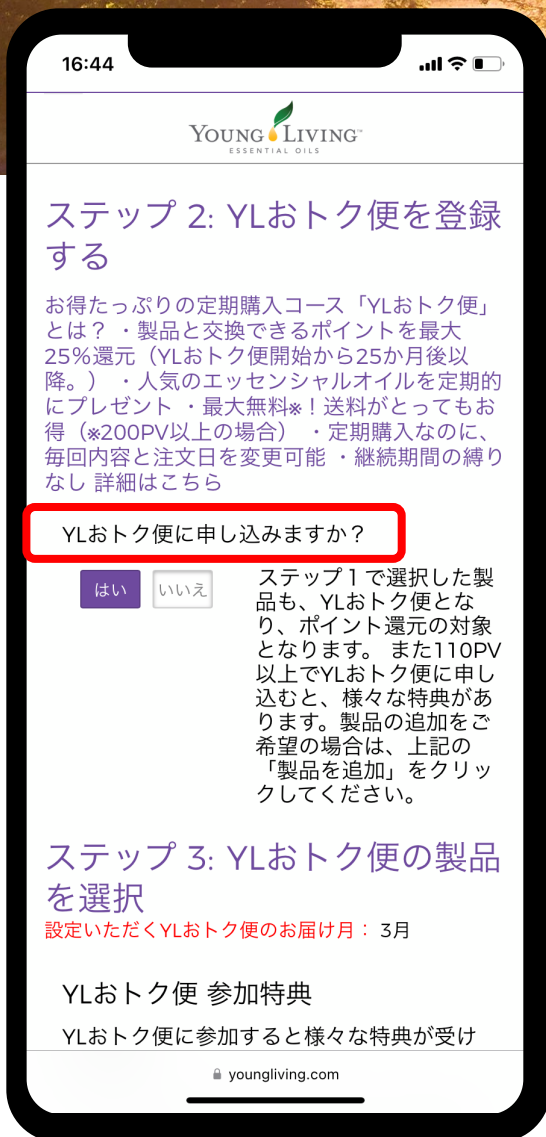 16:44
YOUNG LIVING™
ESSENTIAL OILS
ステップ 2: YLおトク便を登録
する
お得たっぷりの定期購入コース「YLおトク便」
とは？ ・製品と交換できるポイントを最大
25％還元（YLおトク便開始から25か月後以
降。） ・人気のエッセンシャルオイルを定期的
にプレゼント ・最大無料※！送料がとってもお
得（※200PV以上の場合） ・定期購入なのに、
毎回内容と注文日を変更可能 ・継続期間の縛り
なし 詳細はこちら
YLおトク便に申し込みますか？
はい いいえ
ステップ１で選択した製
品も、YLおトク便とな
り、ポイント還元の対象
となります。 また110PV
以上でYLおトク便に申し
込むと、様々な特典があ
ります。製品の追加をご
希望の場合は、上記の
「製品を追加」をクリッ
クしてください。
ステップ 3: YLおトク便の製品
を選択
設定いただくYLおトク便のお届け月： 3月
YLおトク便 参加特典
YLおトク便に参加すると様々な特典が受け
youngliving.com